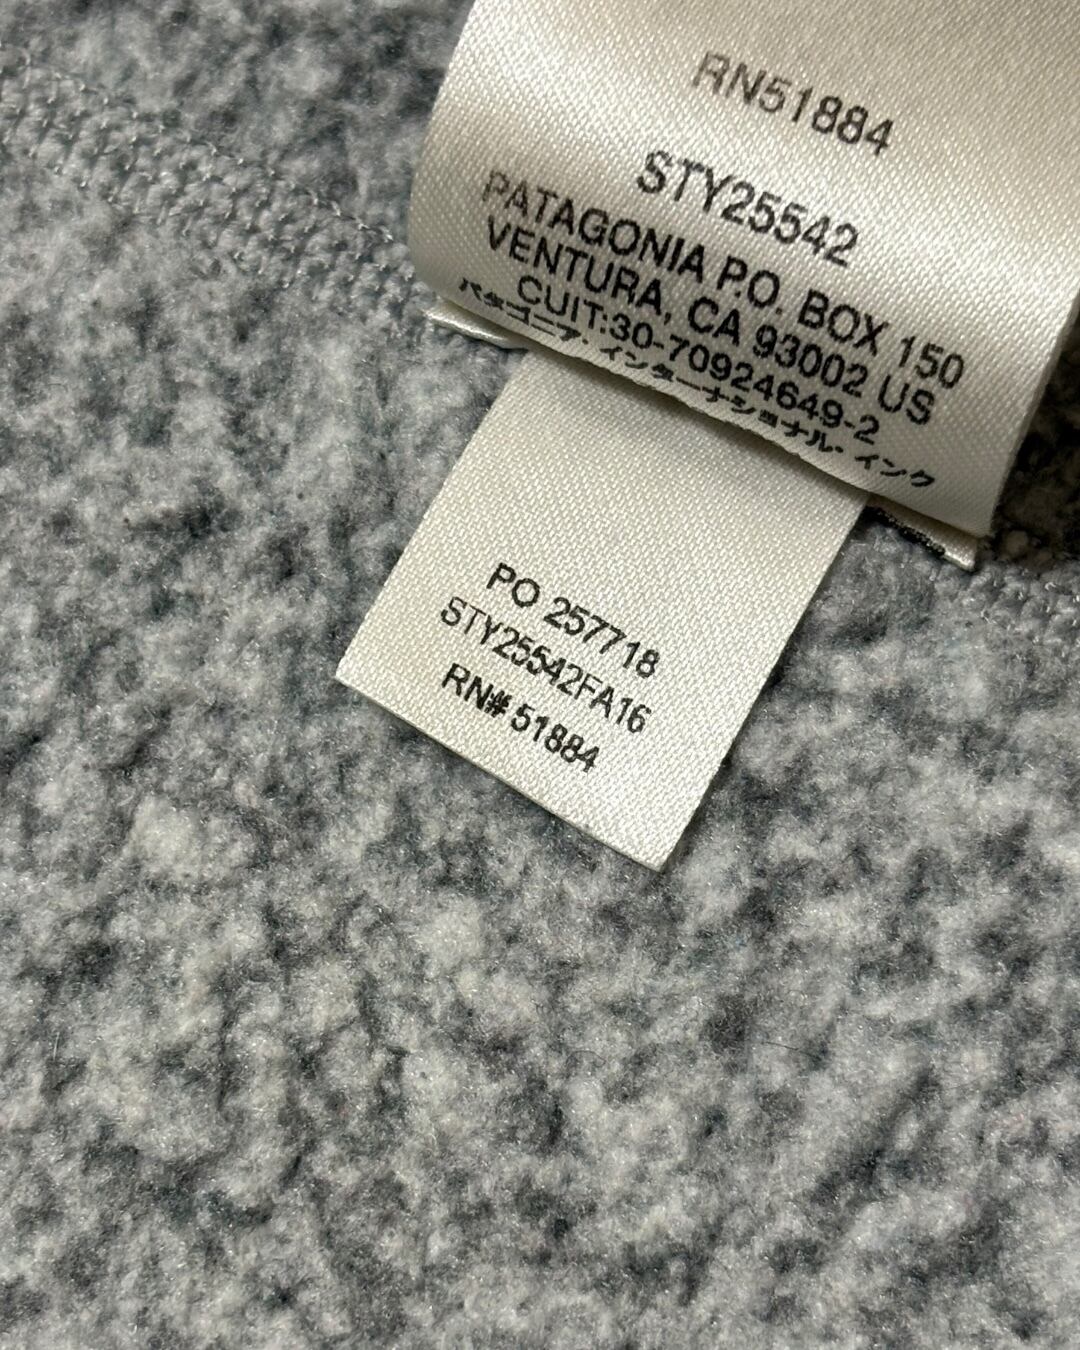 RN51884
STY25542
PATAGONIA P.O. BOX 150
VENTURA, CA 93002 US
CUIT:30-70924649-2
パタゴニア・インターナショナル・インク
PO 257718
STY25542FA16
RN# 51884